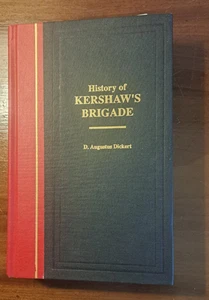 History of
KERSHAW'S
BRIGADE
D. Augustus Dickert